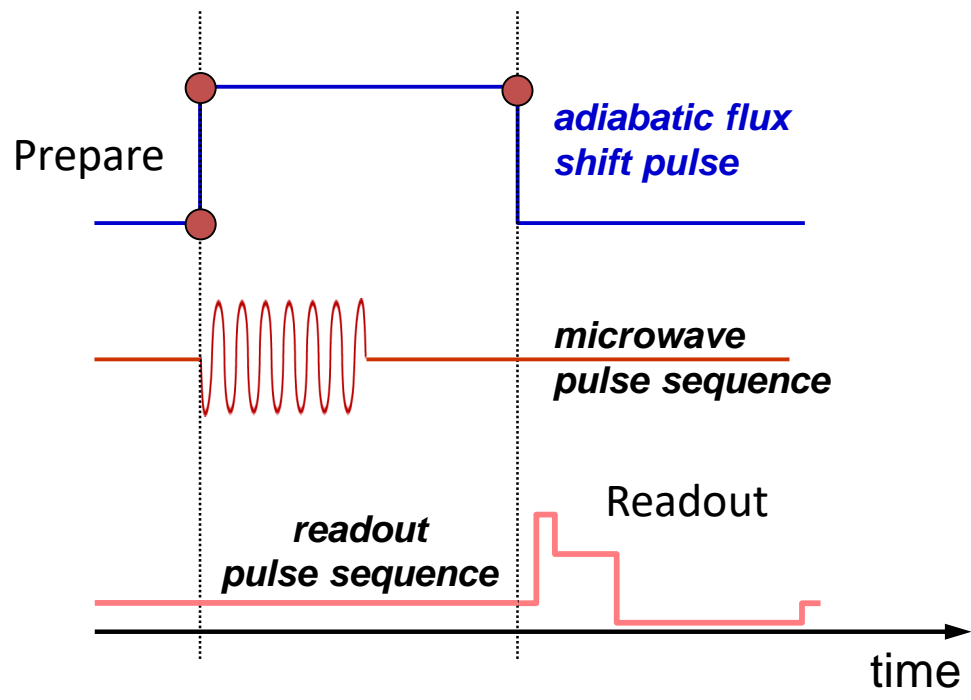 Prepare
adiabatic flux
shift pulse
microwave
pulse sequence
Readout
readout
pulse sequence
time